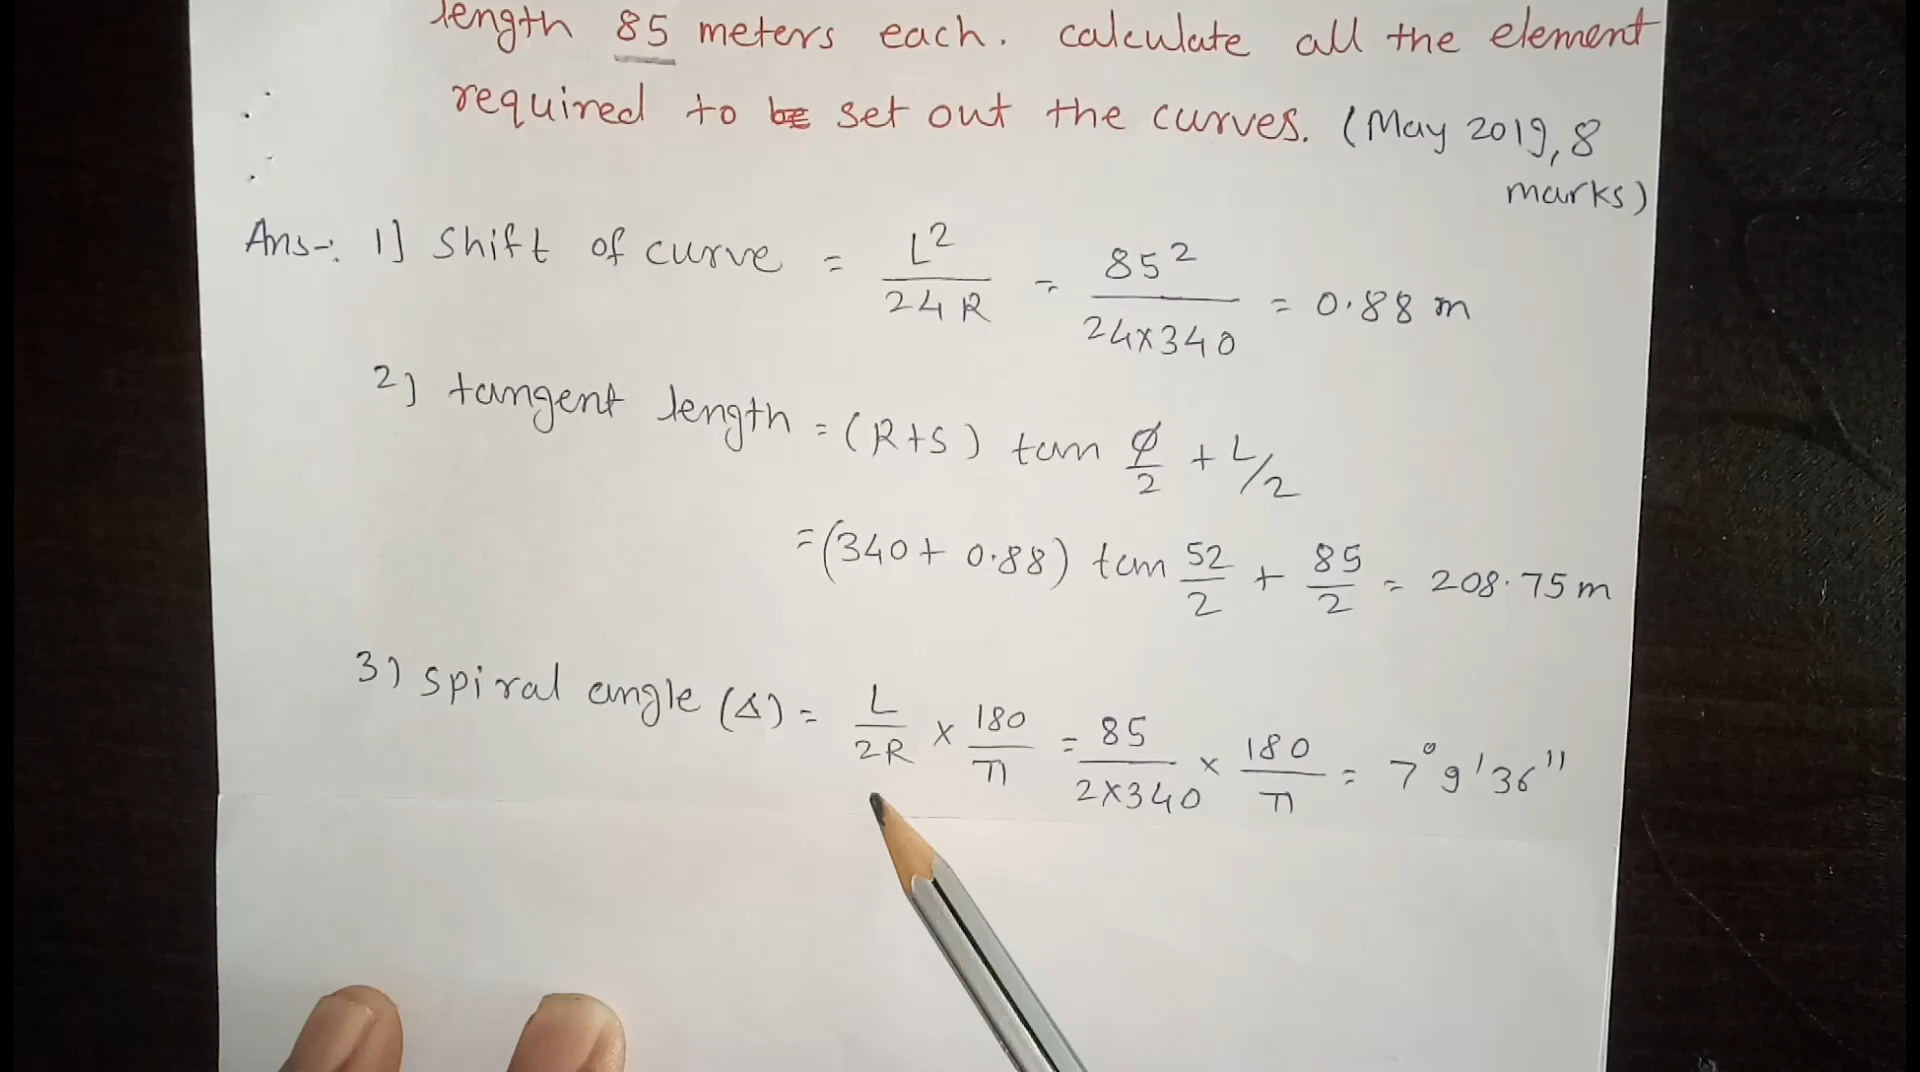 length 85 meters each. calculate all the element
required to be set out the curves. (May 2019, 8
marks)
Ans-: 1] Shift of curve = L²/24R = 85²/24x340 = 0.88 m
2) tangent length = (R+S) tan Ø/2 + L/2
= (340 + 0.88) tan 52/2 + 85/2 = 208.75 m
3) spiral angle (Δ) = L/2R x 180/π = 85/2x340 x 180/π = 7°9'36"